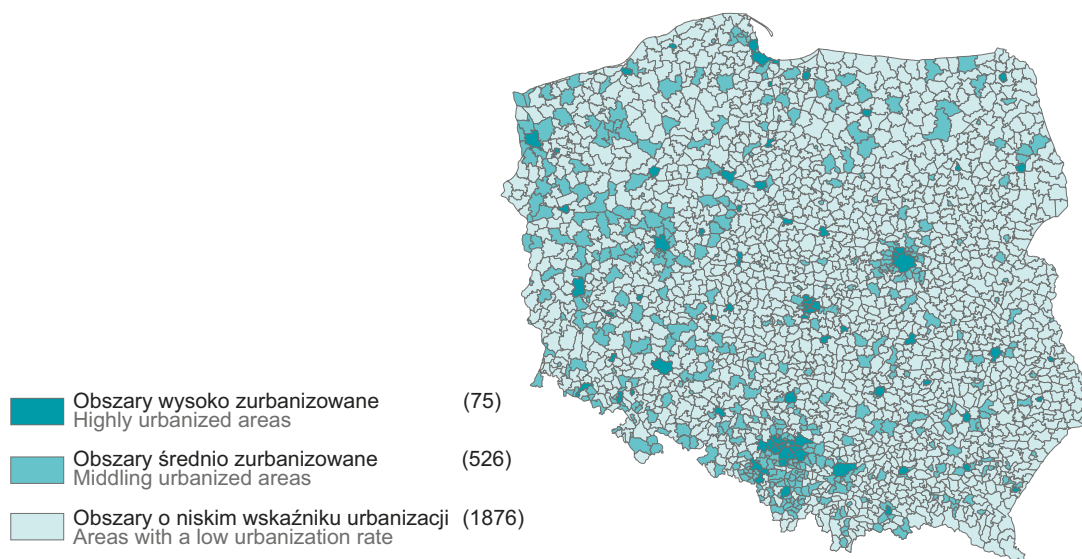 Obszary wysoko zurbanizowane (75)
Highly urbanized areas
Obszary średnio zurbanizowane (526)
Middling urbanized areas
Obszary o niskim wskaźniku urbanizacji (1876)
Areas with a low urbanization rate